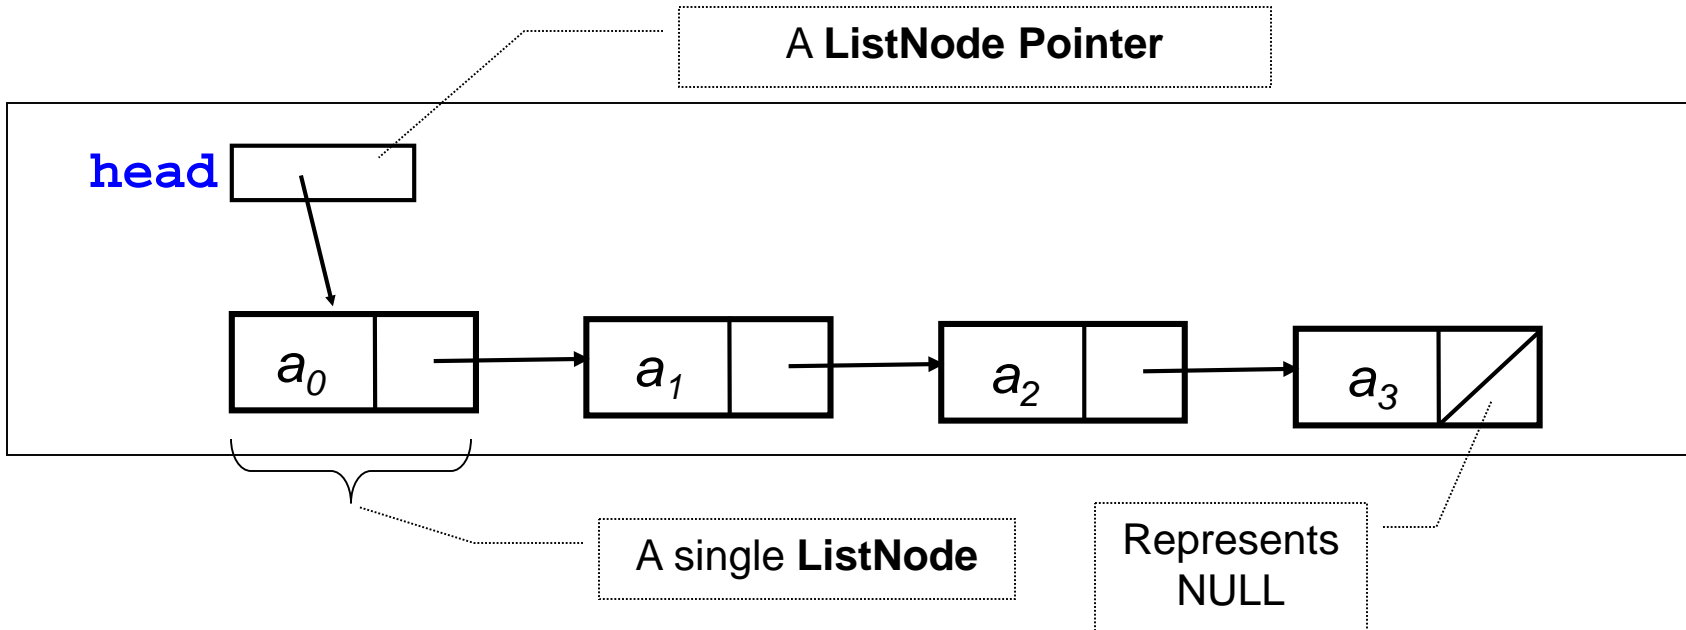 A ListNode Pointer
head
a0
a1
a2
a3
A single ListNode
Represents
NULL